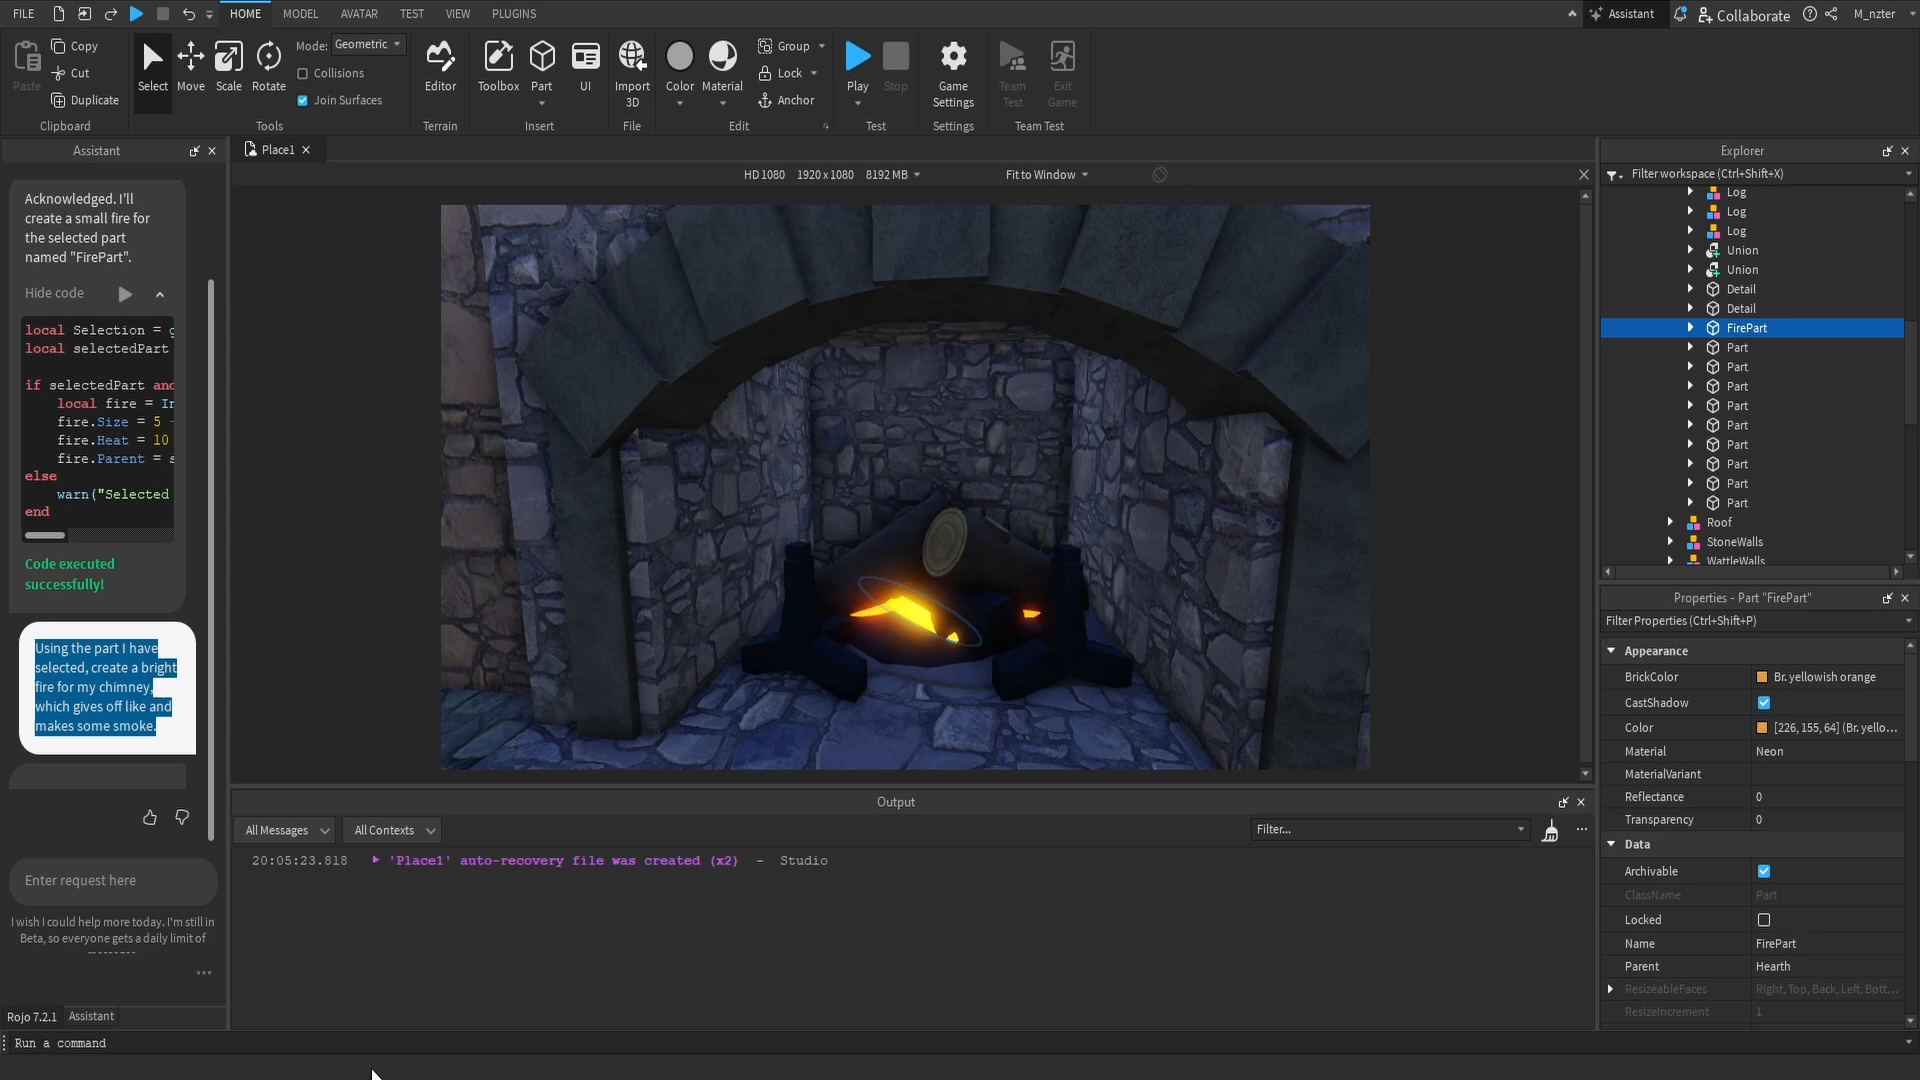 FILE
HOME
MODEL
AVATAR
TEST
VIEW
PLUGINS
Assistant
Collaborate
M_nzter
Paste
Copy
Cut
Duplicate
Clipboard
Select
Move
Scale
Rotate
Mode: Geometric
Collisions
Join Surfaces
Tools
Editor
Terrain
Toolbox
Part
UI
Insert
Import
3D
File
Color
Material
Group
Lock
Anchor
Edit
Play
Stop
Test
Game
Settings
Settings
Team
Test
Exit
Game
Team Test
Assistant
Acknowledged. I'll
create a small fire for
the selected part
named "FirePart".
Hide code
local Selection =
local selectedPart
if selectedPart and
local fire = In
fire.Size = 5
fire.Heat = 10
fire.Parent = s
else
warn("Selected
end
Code executed
successfully!
Using the part I have
selected, create a bright
fire for my chimney,
which gives off like and
makes some smoke.
Enter request here
I wish I could help more today. I'm still in
Beta, so everyone gets a daily limit of
...
Rojo 7.2.1
Assistant
Run a command
Place1
HD 1080 1920 x 1080 8192 MB
Fit to Window
Output
All Messages
All Contexts
Filter...
20:05:23.818 'Place1' auto-recovery file was created (x2) - Studio
Explorer
Filter workspace (Ctrl+Shift+X)
Log
Log
Log
Union
Union
Detail
Detail
FirePart
Part
Part
Part
Part
Part
Part
Part
Part
Part
Roof
StoneWalls
WattleWalls
Properties - Part "FirePart"
Filter Properties (Ctrl+Shift+P)
Appearance
BrickColor Br. yellowish orange
CastShadow
Color [226, 155, 64] (Br. yello...
Material Neon
MaterialVariant
Reflectance 0
Transparency 0
Data
Archivable
ClassName Part
Locked
Name FirePart
Parent Hearth
ResizeableFaces Right, Top, Back, Left, Bott...
ResizeIncrement 1